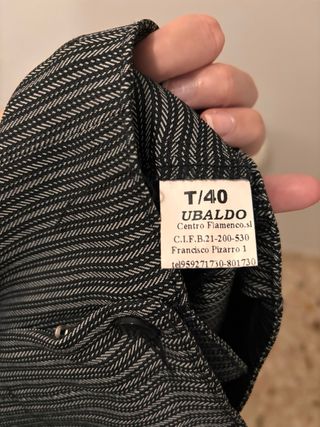 T/40
UBALDO
Centro Flamenco.sl
C.I.F.B.21-200-530
Francisco Pizarro 1
tel959271730-801730